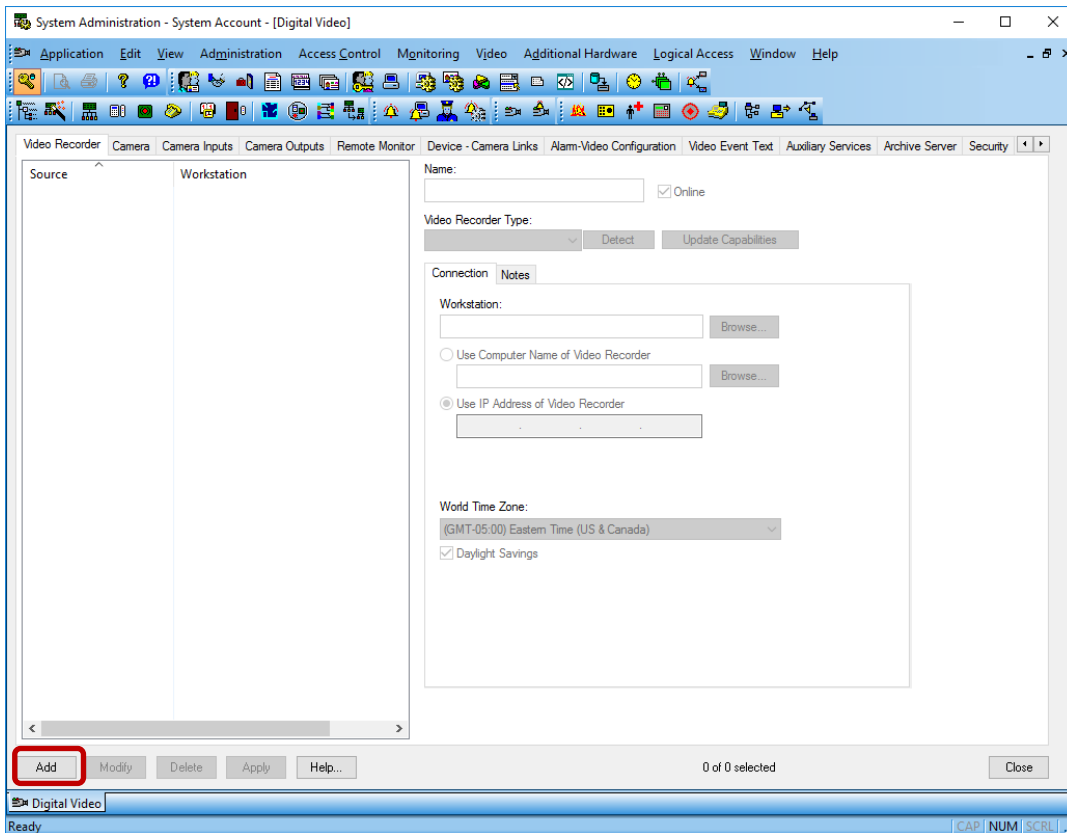 System Administration - System Account - [Digital Video]
Application Edit View Administration Access Control Monitoring Video Additional Hardware Logical Access Window Help
Video Recorder Camera Camera Inputs Camera Outputs Remote Monitor Device - Camera Links Alarm-Video Configuration Video Event Text Auxiliary Services Archive Server Security
Source Workstation
Name:
Online
Video Recorder Type:
Detect Update Capabilities
Connection Notes
Workstation:
Browse...
Use Computer Name of Video Recorder
Browse...
Use IP Address of Video Recorder
. . .
World Time Zone:
(GMT-05:00) Eastern Time (US & Canada)
Daylight Savings
Add Modify Delete Apply Help... 0 of 0 selected Close
Digital Video
Ready CAP NUM SCRL